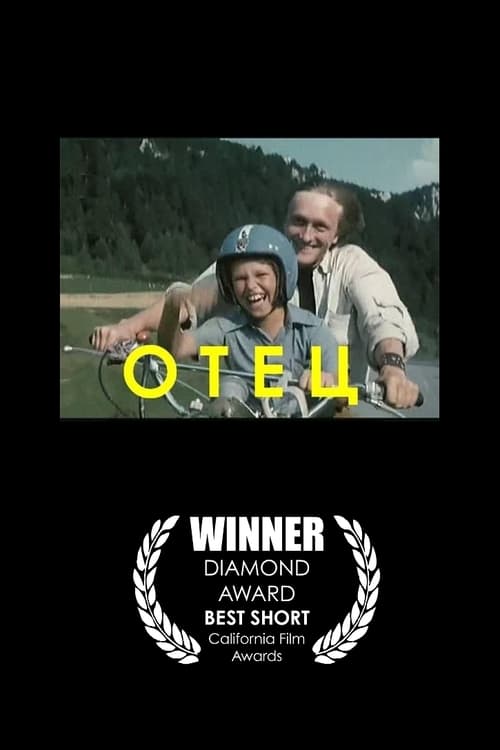 ОТЕЦ
WINNER
DIAMOND
AWARD
BEST SHORT
California Film
Awards